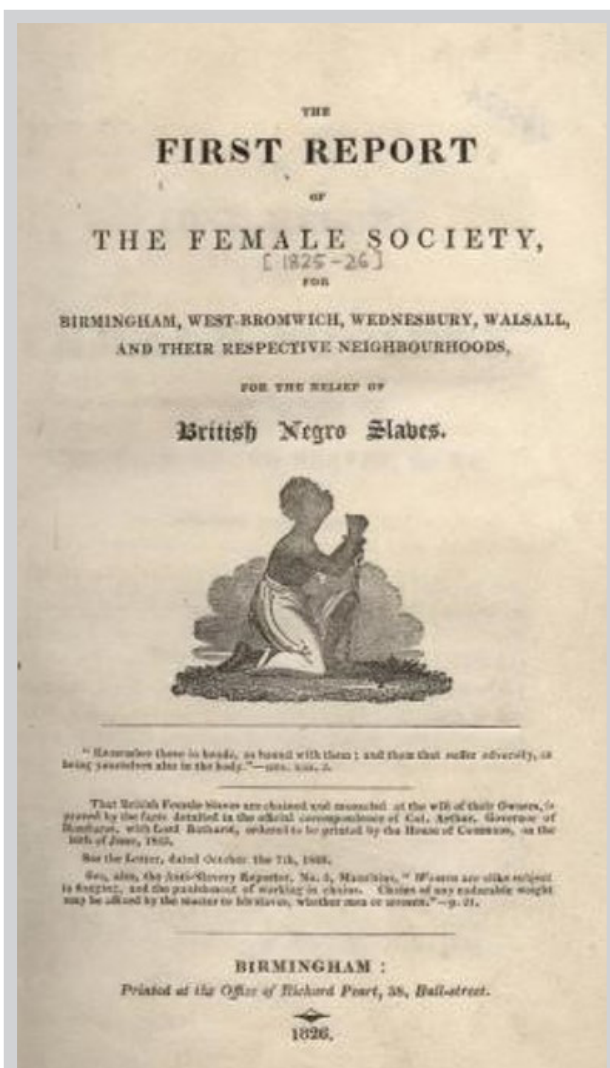 THE
FIRST REPORT
OF
THE FEMALE SOCIETY,
[1825-26]
FOR
BIRMINGHAM, WEST-BROMWICH, WEDNESBURY, WALSALL,
AND THEIR RESPECTIVE NEIGHBOURHOODS,
FOR THE RELIEF OF
British Negro Slaves.
"Remember them in bonds, as bound with them; and them that suffer adversity, as
being yourselves also in the body."—HEB. XIII. 3.
That British Female Slaves are chained and at the will of their Owners, is
proved by the facts detailed in the official correspondence of Col. Arthur, Governor of
Honduras, with Lord Bathurst, ordered to be printed by the House of Commons, on the
16th of June,
See the Letter, dated October the 7th,
See, also, the Anti-Slavery Reporter, No. 5, Mauritius, "Women are alike subject
to flogging, and the punishment of working in chains. Chains of any endurable weight
may be affixed by the master to his slaves, whether men or women."—p. 21.
BIRMINGHAM:
Printed at the Office of Richard Peart, 38, Bull-street.
1826.